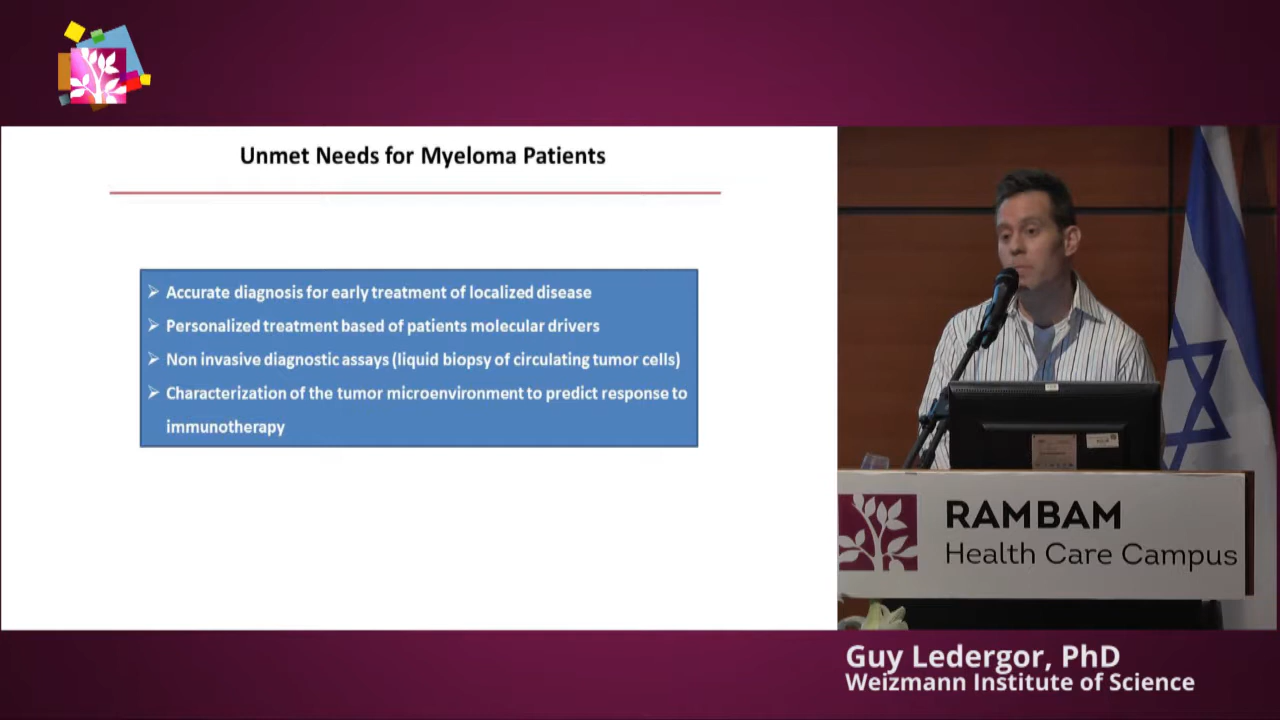 Unmet Needs for Myeloma Patients
➢ Accurate diagnosis for early treatment of localized disease
➢ Personalized treatment based of patients molecular drivers
➢ Non invasive diagnostic assays (liquid biopsy of circulating tumor cells)
➢ Characterization of the tumor microenvironment to predict response to
immunotherapy
RAMBAM
Health Care Campus
Guy Ledergor, PhD
Weizmann Institute of Science